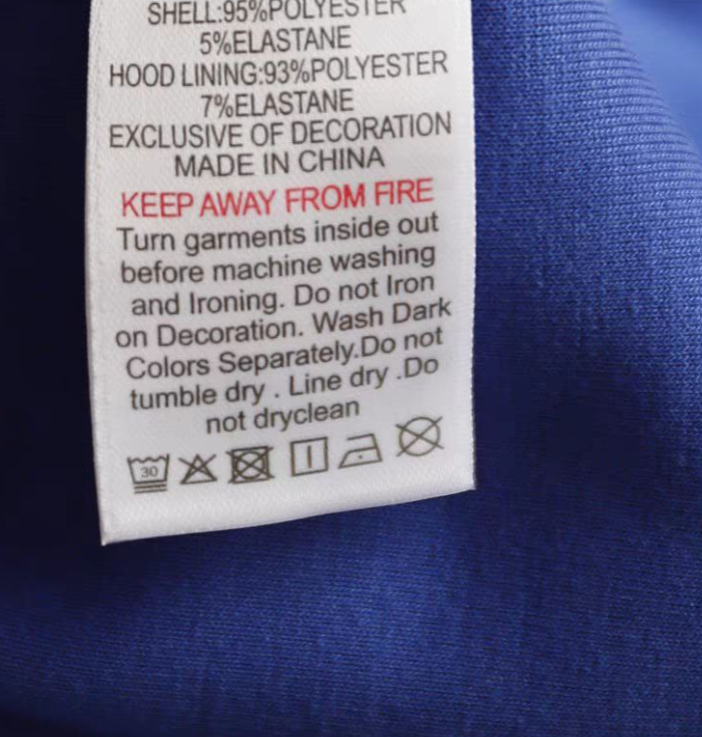 SHELL:95%POLYESTER
5%ELASTANE
HOOD LINING:93%POLYESTER
7%ELASTANE
EXCLUSIVE OF DECORATION
MADE IN CHINA
KEEP AWAY FROM FIRE
Turn garments inside out
before machine washing
and Ironing. Do not Iron
on Decoration. Wash Dark
Colors Separately.Do not
tumble dry . Line dry .Do
not dryclean
30